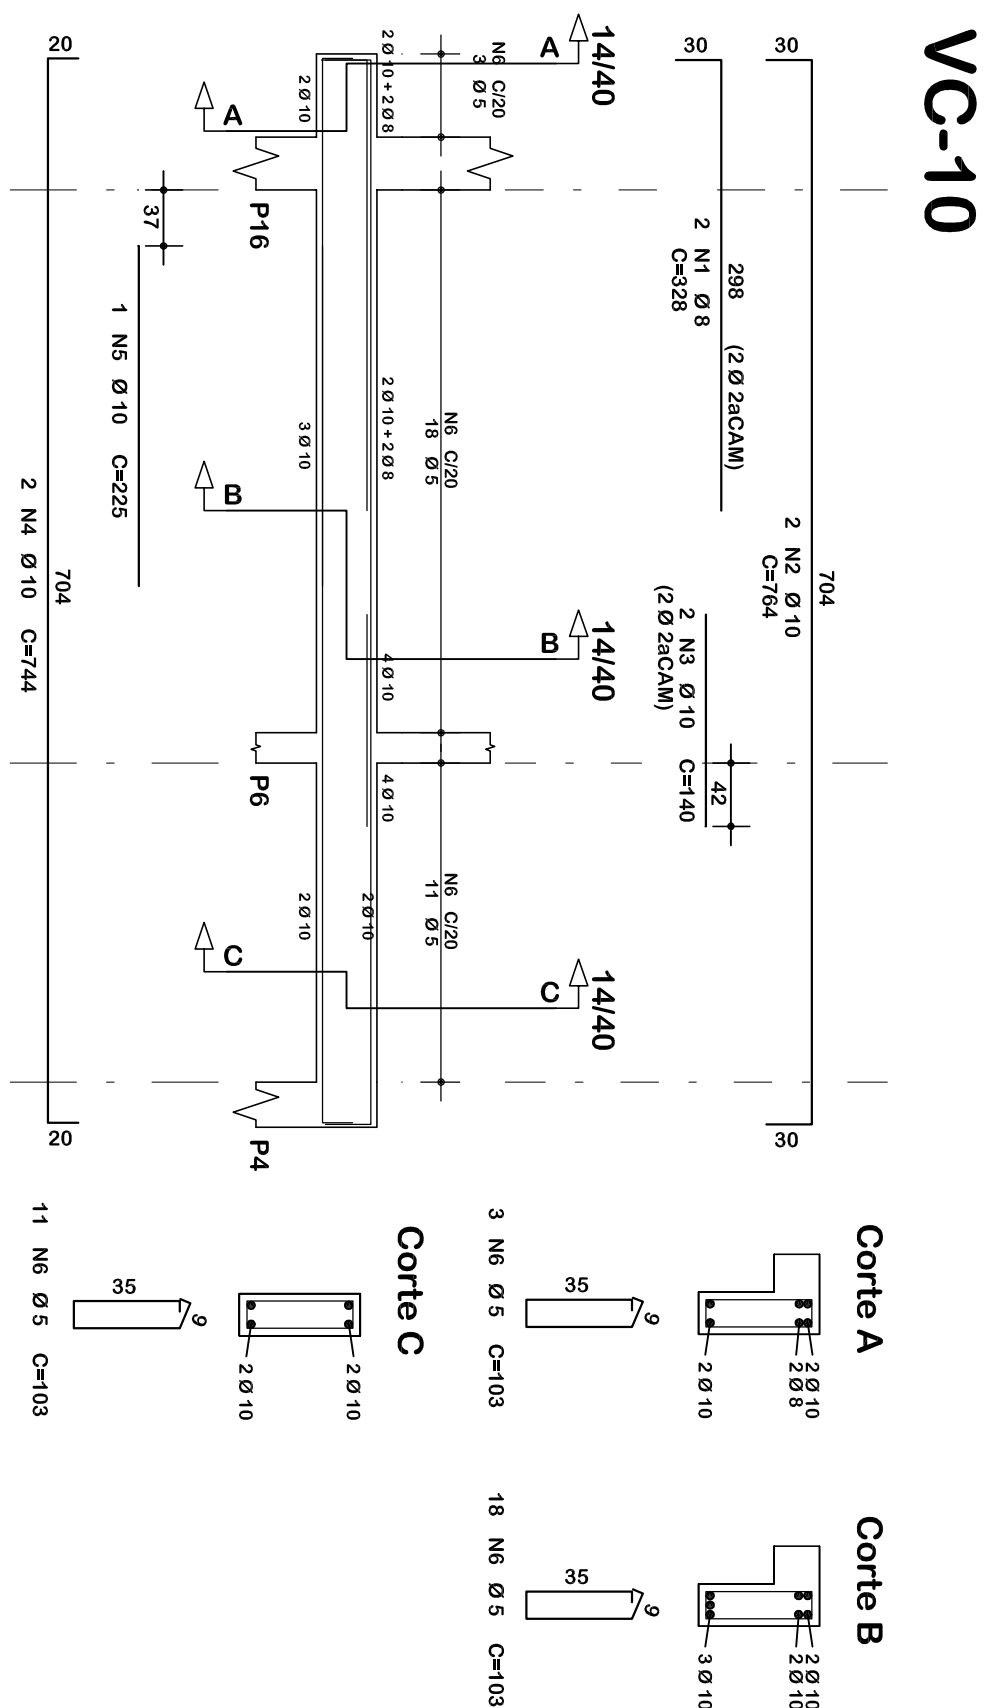 VC-10
30
704
30
2 N2 Ø 10
C=764
30
298 (2 Ø 2aCAM)
2 N1 Ø 8
C=328
42
2 N3 Ø 10 C=140
(2 Ø 2aCAM)
14/40
14/40
14/40
A
B
C
N6 C/20
3 Ø 5
N6 C/20
18 Ø 5
N6 C/20
11 Ø 5
2 Ø 10 + 2 Ø 8
2 Ø 10 + 2 Ø 8
4 Ø 10
4 Ø 10
2 Ø 10
2 Ø 10
3 Ø 10
2 Ø 10
P16
P6
P4
A
B
C
37
1 N5 Ø 10 C=225
20
704
20
2 N4 Ø 10 C=744
Corte A
2 Ø 10
2 Ø 8
2 Ø 10
35
9
3 N6 Ø 5 C=103
Corte B
2 Ø 10
2 Ø 10
3 Ø 10
35
9
18 N6 Ø 5 C=103
Corte C
2 Ø 10
2 Ø 10
35
9
11 N6 Ø 5 C=103